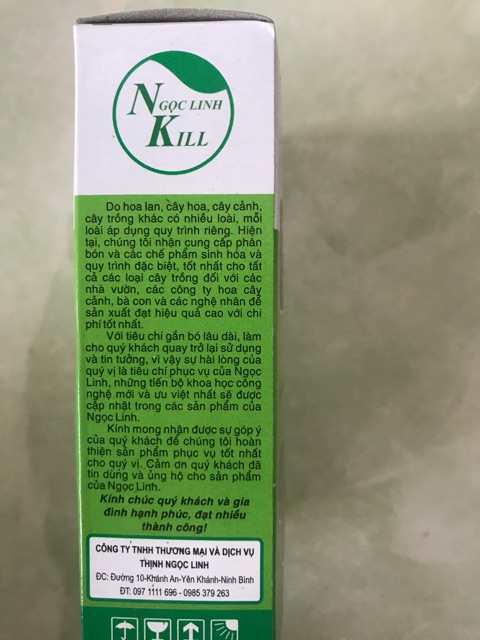 NGỌC LINH
KILL
Do hoa lan, cây hoa, cây cảnh,
cây trồng khác có nhiều loài, mỗi
loài áp dụng quy trình riêng. Hiện
tại, chúng tôi nhận cung cấp phân
bón và các chế phẩm sinh hóa và
quy trình đặc biệt, tốt nhất cho tất
cả các loại cây trồng đối với các
nhà vườn, các công ty hoa cây
cảnh, bà con và các nghệ nhân để
sản xuất đạt hiệu quả cao với chi
phí tốt nhất.
Với tiêu chí gắn bó lâu dài, làm
cho quý khách quay trở lại sử dụng
và tin tưởng, vì vậy sự hài lòng của
quý vị là tiêu chí phục vụ của Ngọc
Linh, những tiến bộ khoa học công
nghệ mới và ưu việt nhất sẽ được
cập nhật trong các sản phẩm của
Ngọc Linh.
Kính mong nhận được sự góp ý
của quý khách để chúng tôi hoàn
thiện sản phẩm phục vụ tốt nhất
cho quý vị. Cảm ơn quý khách đã
tin dùng và ủng hộ cho sản phẩm
của Ngọc Linh.
Kính chúc quý khách và gia
đình hạnh phúc, đạt nhiều
thành công!
CÔNG TY TNHH THƯƠNG MẠI VÀ DỊCH VỤ
THỊNH NGỌC LINH
ĐC: Đường 10-Khánh An-Yên Khánh-Ninh Bình
ĐT: 097 1111 696 - 0985 379 263